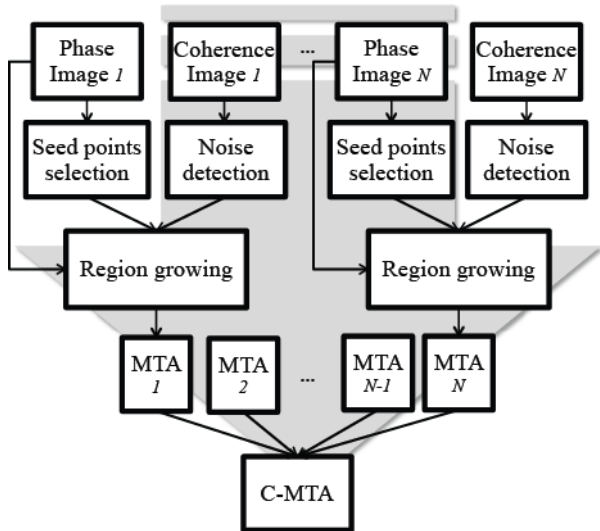 Phase
Image 1
Coherence
Image 1
...
Phase
Image N
Coherence
Image N
Seed points
selection
Noise
detection
Seed points
selection
Noise
detection
Region growing
Region growing
MTA
1
MTA
2
...
MTA
N-1
MTA
N
C-MTA